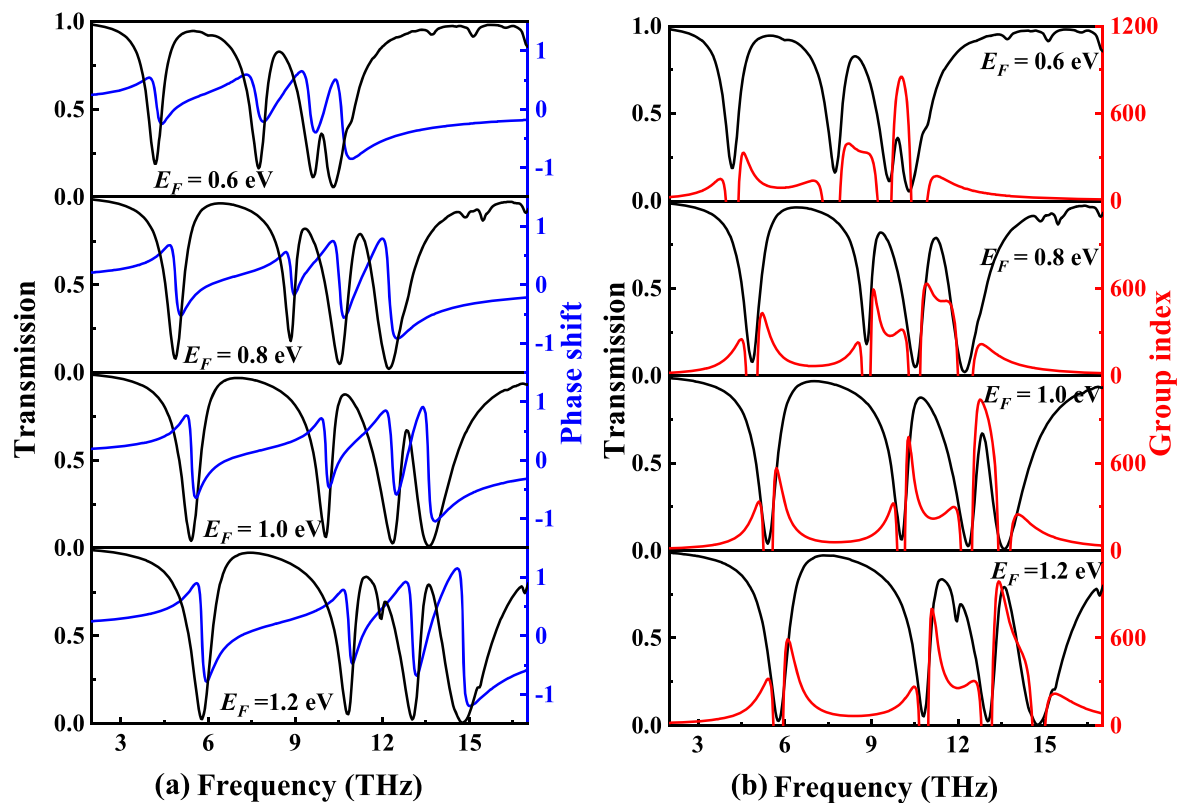 1.0
0.5
0.0
0.5
0.0
0.5
0.0
0.5
0.0
Transmission
E_F = 0.6 eV
E_F = 0.8 eV
E_F = 1.0 eV
E_F =1.2 eV
1
0
-1
1
0
-1
1
0
-1
1
0
-1
Phase shift
3 6 9 12 15
(a) Frequency (THz)
1.0
0.5
0.0
0.5
0.0
0.5
0.0
0.5
0.0
Transmission
E_F = 0.6 eV
E_F = 0.8 eV
E_F = 1.0 eV
E_F =1.2 eV
1200
600
0
600
0
600
0
600
0
Group index
3 6 9 12 15
(b) Frequency (THz)